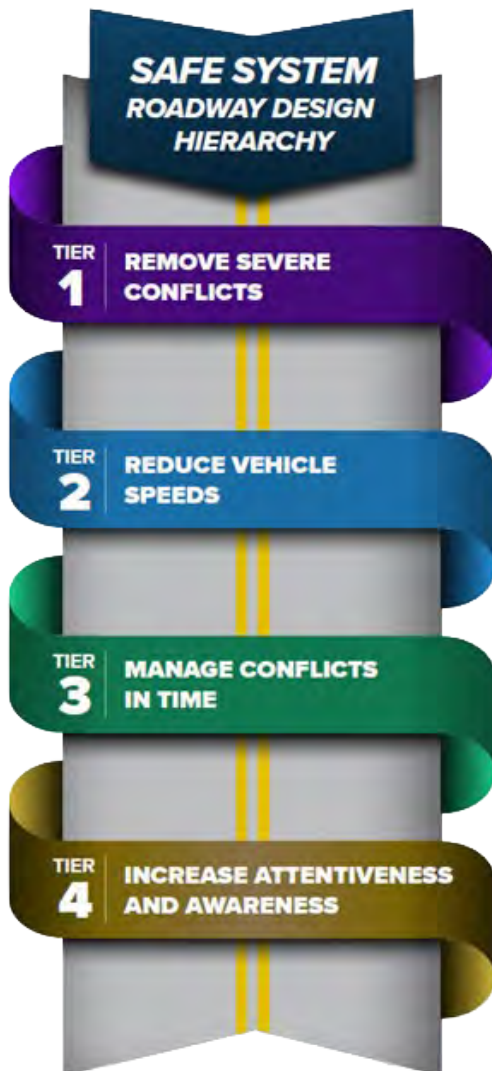 SAFE SYSTEM
ROADWAY DESIGN
HIERARCHY
TIER
1
REMOVE SEVERE
CONFLICTS
TIER
2
REDUCE VEHICLE
SPEEDS
TIER
3
MANAGE CONFLICTS
IN TIME
TIER
4
INCREASE ATTENTIVENESS
AND AWARENESS